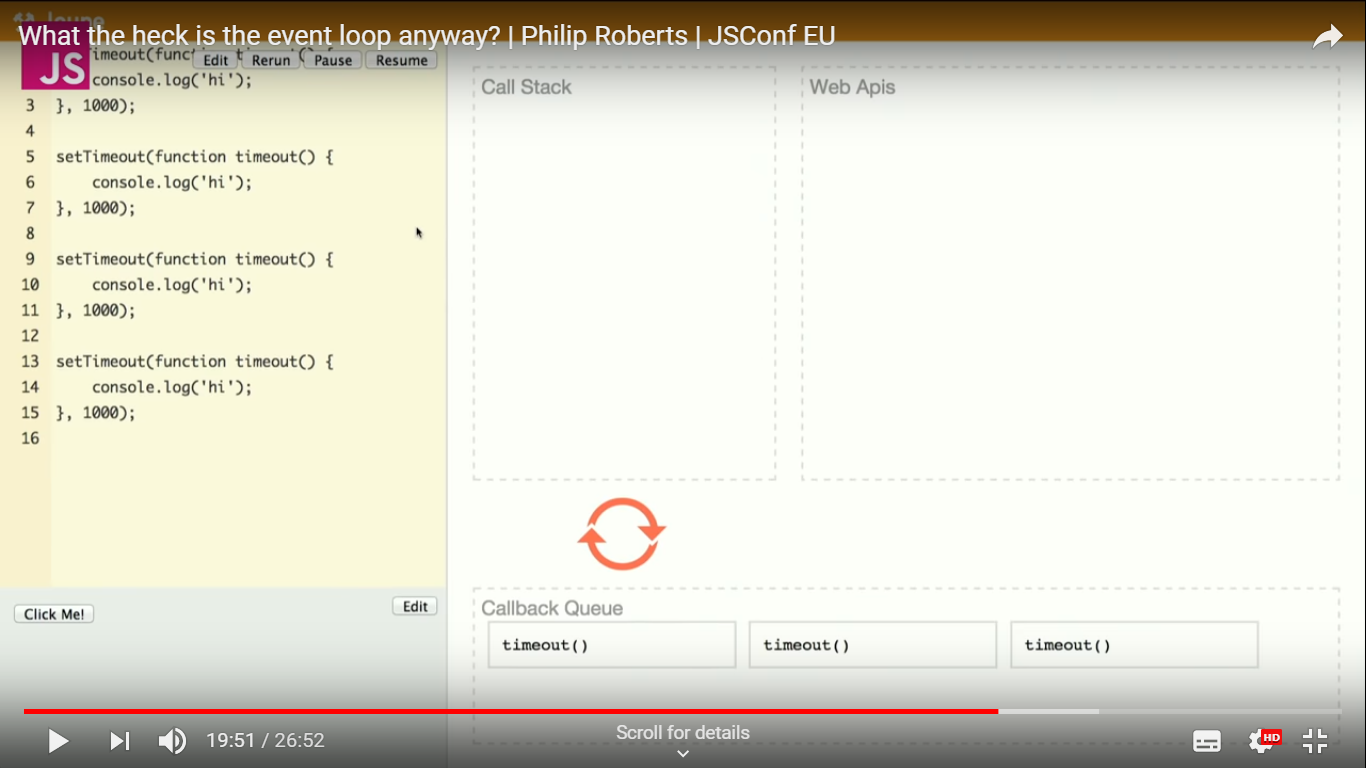 What the heck is the event loop anyway? | Philip Roberts | JSConf EU
JS
Edit Rerun Pause Resume
console.log('hi');
3 }, 1000);
4
5 setTimeout(function timeout() {
6 console.log('hi');
7 }, 1000);
8
9 setTimeout(function timeout() {
10 console.log('hi');
11 }, 1000);
12
13 setTimeout(function timeout() {
14 console.log('hi');
15 }, 1000);
16
Click Me!
Edit
Call Stack
Web Apis
Callback Queue
timeout() timeout() timeout()
19:51 / 26:52
Scroll for details
HD